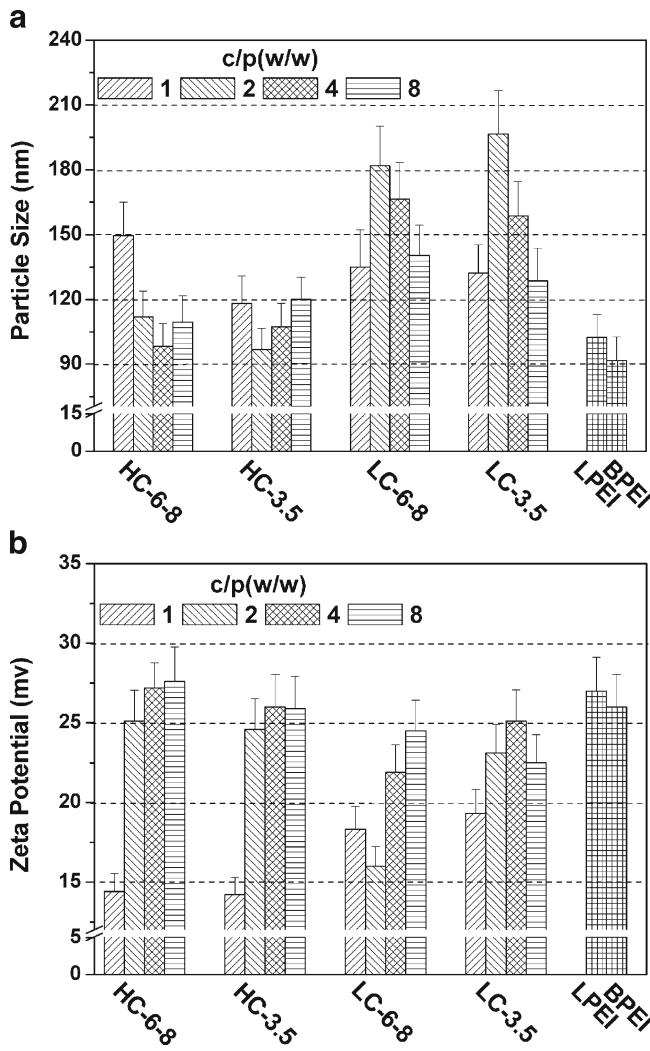 a
240
210
180
150
120
90
15
0
Particle Size (nm)
c/p(w/w)
1 2 4 8
HC-6-8
HC-3.5
LC-6-8
LC-3.5
LPEI
BPEI
b
35
30
25
20
15
5
0
Zeta Potential (mv)
c/p(w/w)
1 2 4 8
HC-6-8
HC-3.5
LC-6-8
LC-3.5
LPEI
BPEI